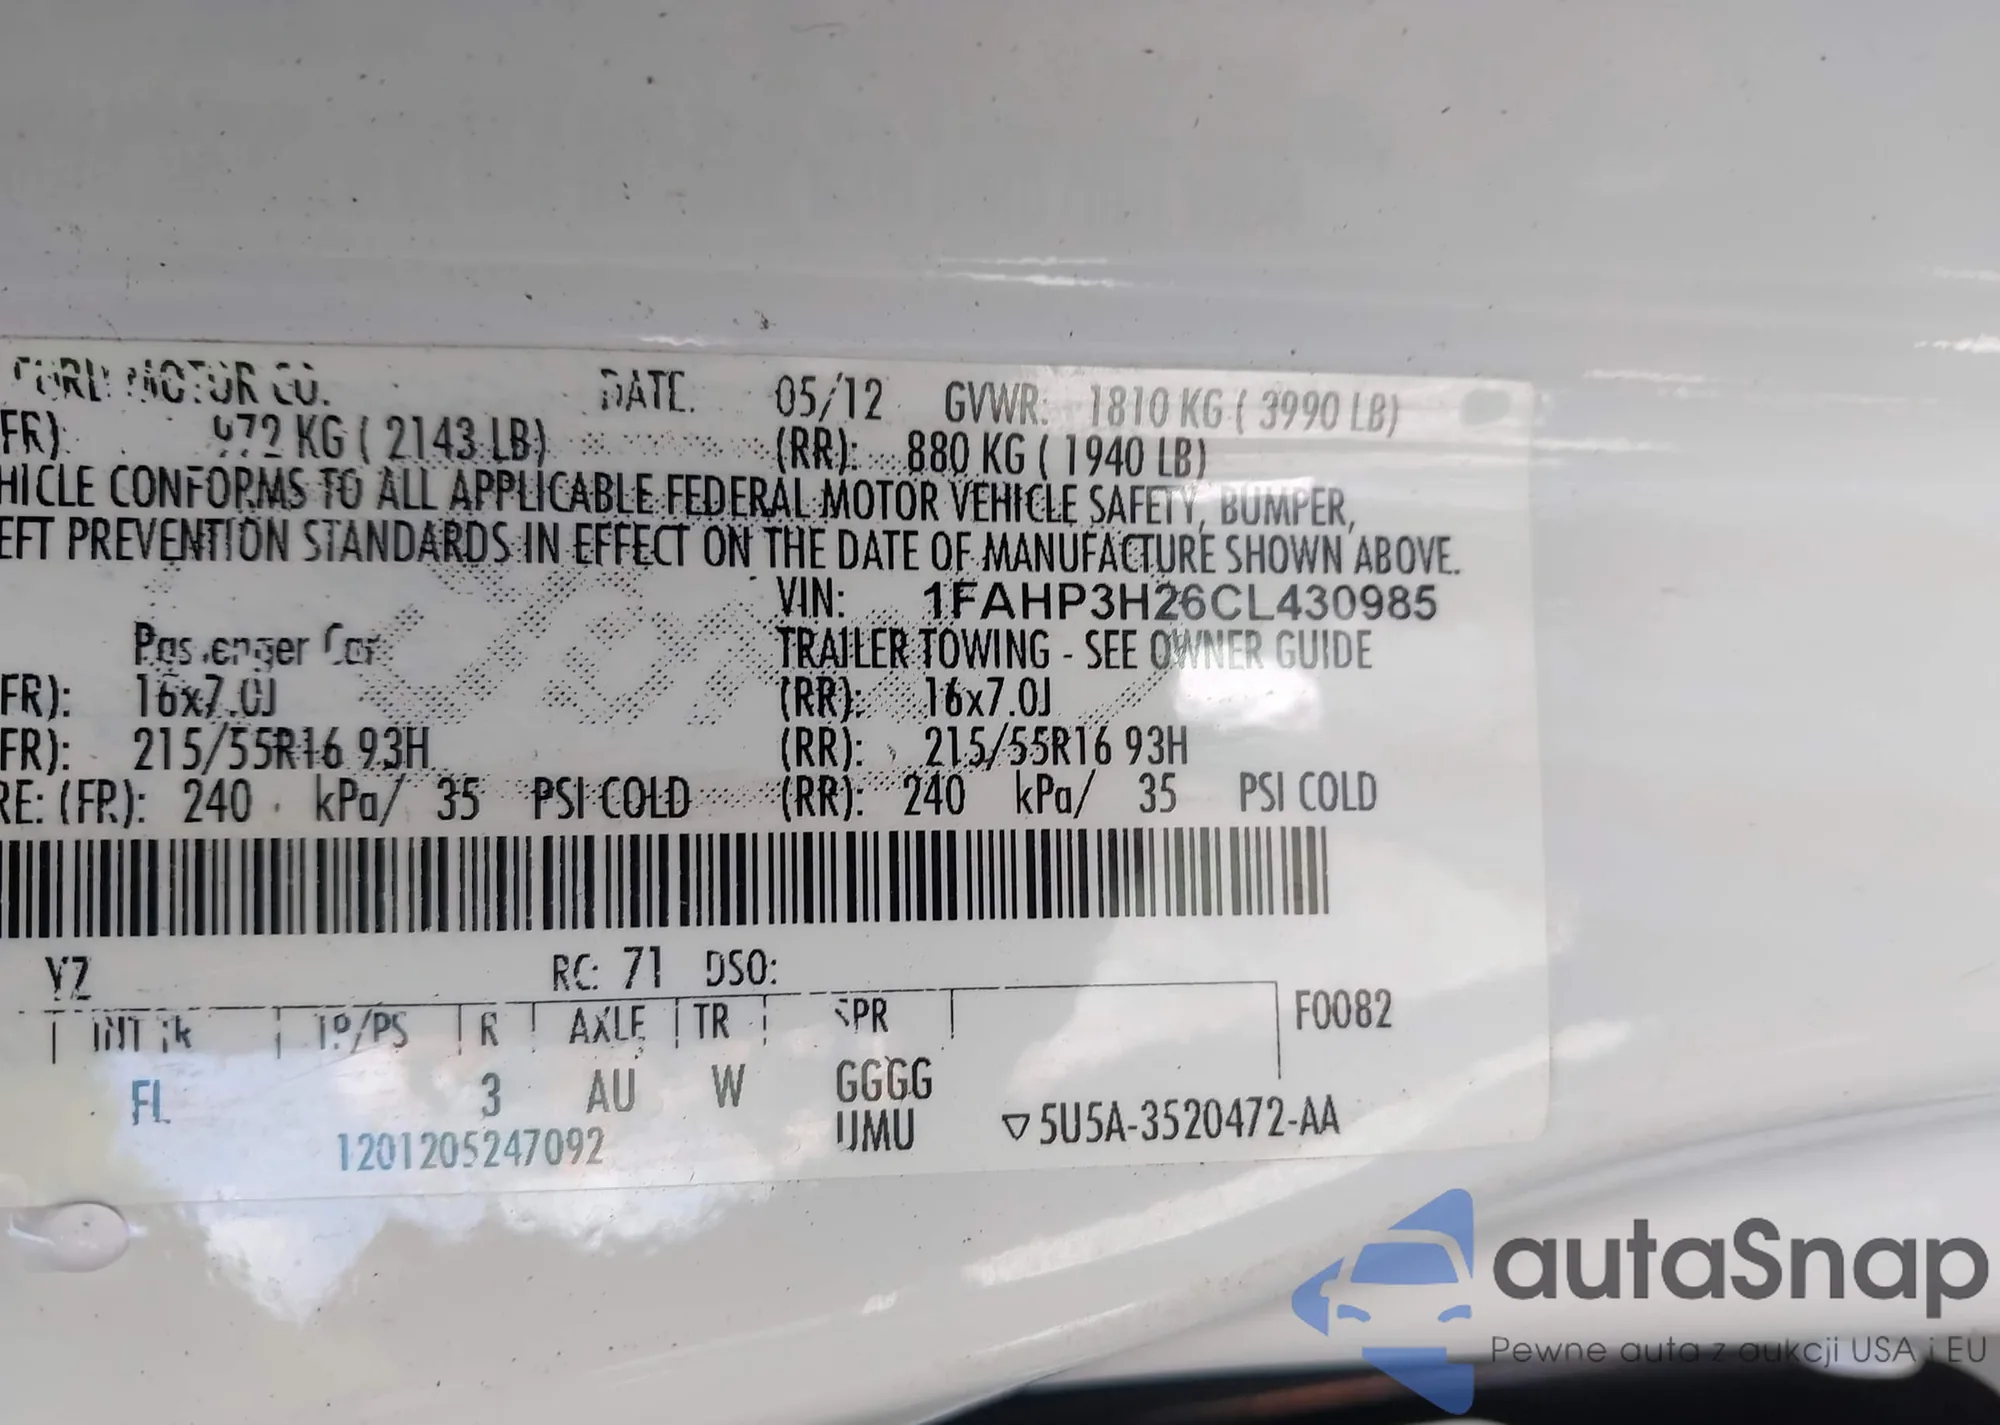 FORD MOTOR CO. DATE: 05/12 GVWR: 1810 KG ( 3990 LB)
FR): 972 KG ( 2143 LB) (RR): 880 KG ( 1940 LB)
HICLE CONFORMS TO ALL APPLICABLE FEDERAL MOTOR VEHICLE SAFETY, BUMPER,
EFT PREVENTION STANDARDS IN EFFECT ON THE DATE OF MANUFACTURE SHOWN ABOVE.
VIN: 1FAHP3H26CL430985
Passenger Car TRAILER TOWING - SEE OWNER GUIDE
FR): 16x7.0J (RR): 16x7.0J
FR): 215/55R16 93H (RR): 215/55R16 93H
RE: (FR): 240 kPa/ 35 PSI COLD (RR): 240 kPa/ 35 PSI COLD
YZ RC: 71 DSO:
INT TR TP/PS R AXLE TR SPR F0082
FL 3 AU W GGGG
1201205247092 UMU ▽5U5A-3520472-AA
autaSnap
Pewne auta z aukcji USA i EU